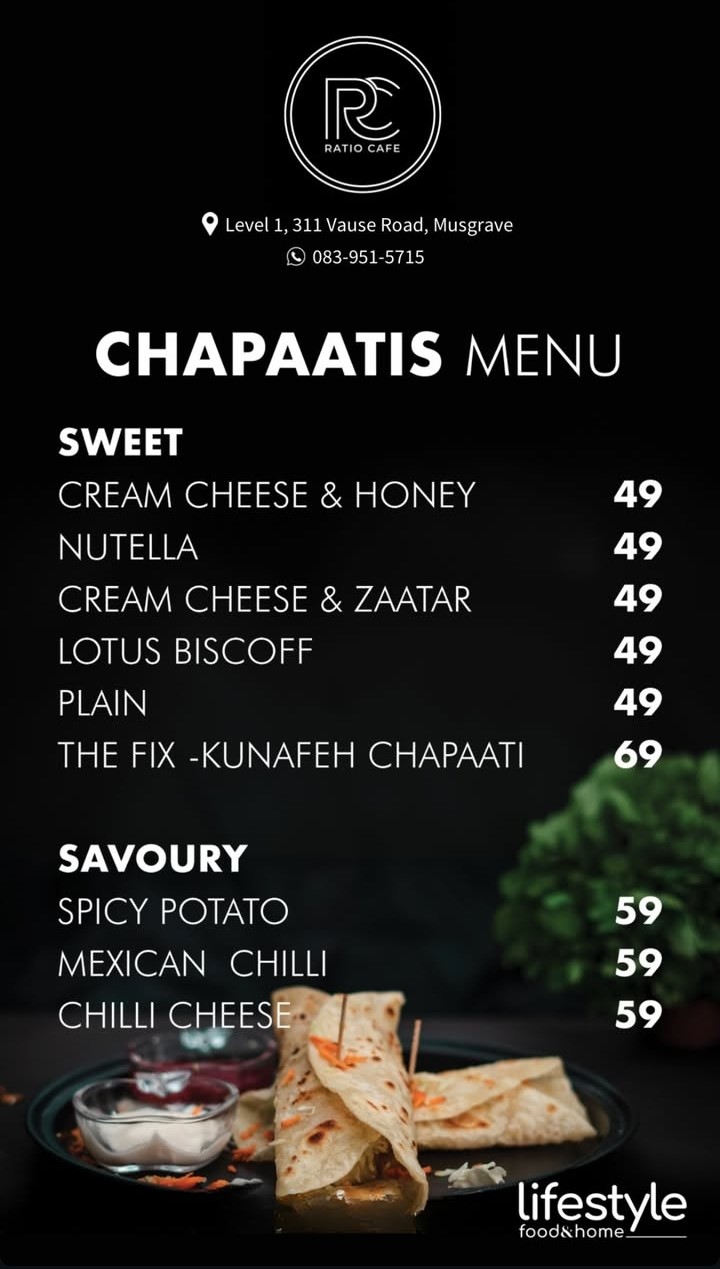 RC
RATIO CAFE
Level 1, 311 Vause Road, Musgrave
083-951-5715
CHAPAATIS MENU
SWEET
CREAM CHEESE & HONEY 49
NUTELLA 49
CREAM CHEESE & ZAATAR 49
LOTUS BISCOFF 49
PLAIN 49
THE FIX -KUNAFEH CHAPAATI 69
SAVOURY
SPICY POTATO 59
MEXICAN  CHILLI 59
CHILLI CHEESE 59
lifestyle
food&home